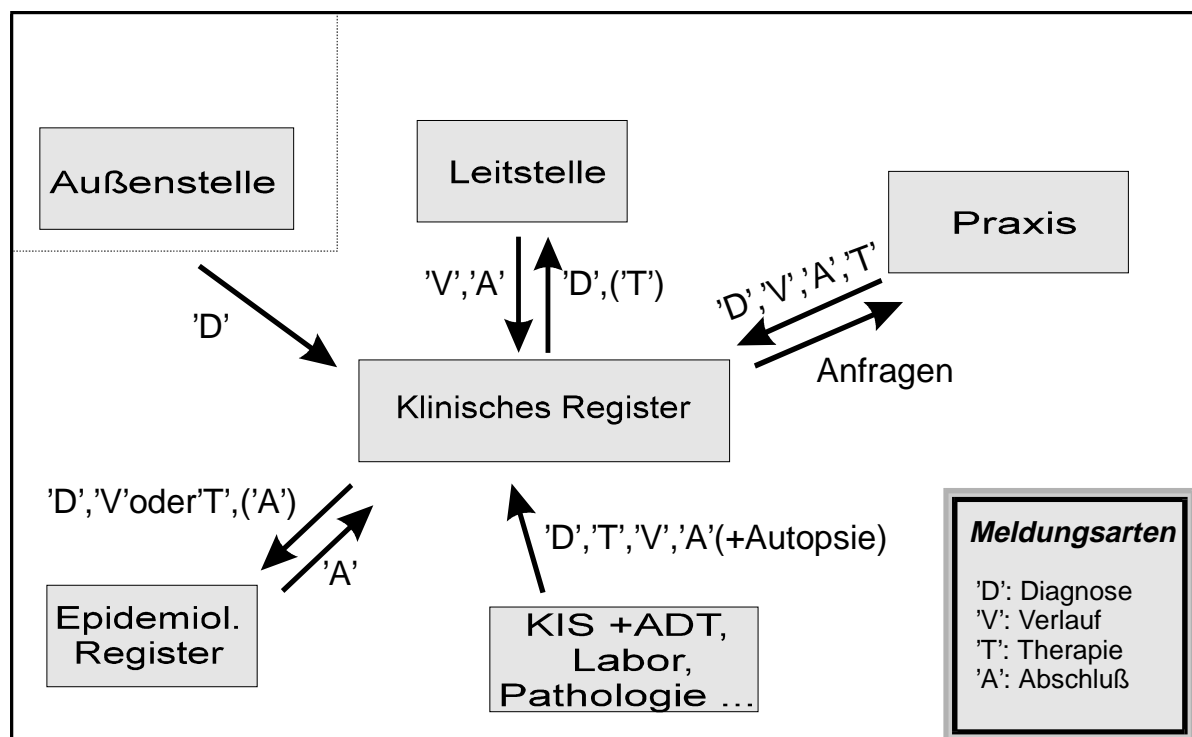 Außenstelle
Leitstelle
Praxis
'D'
'V','A'
'D',('T')
'D','V','A','T'
Anfragen
Klinisches Register
'D','V'oder'T',('A')
'A'
'D','T','V','A'(+Autopsie)
Epidemiol.
Register
KIS +ADT,
Labor,
Pathologie ...
Meldungsarten
'D': Diagnose
'V': Verlauf
'T': Therapie
'A': Abschluß